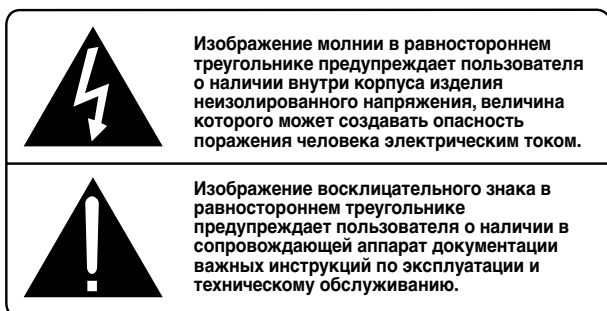 Изображение молнии в равностороннем
треугольнике предупреждает пользователя
о наличии внутри корпуса изделия
неизолированного напряжения, величина
которого может создавать опасность
поражения человека электрическим током.
Изображение восклицательного знака в
равностороннем треугольнике
предупреждает пользователя о наличии в
сопровождающей аппарат документации
важных инструкций по эксплуатации и
техническому обслуживанию.